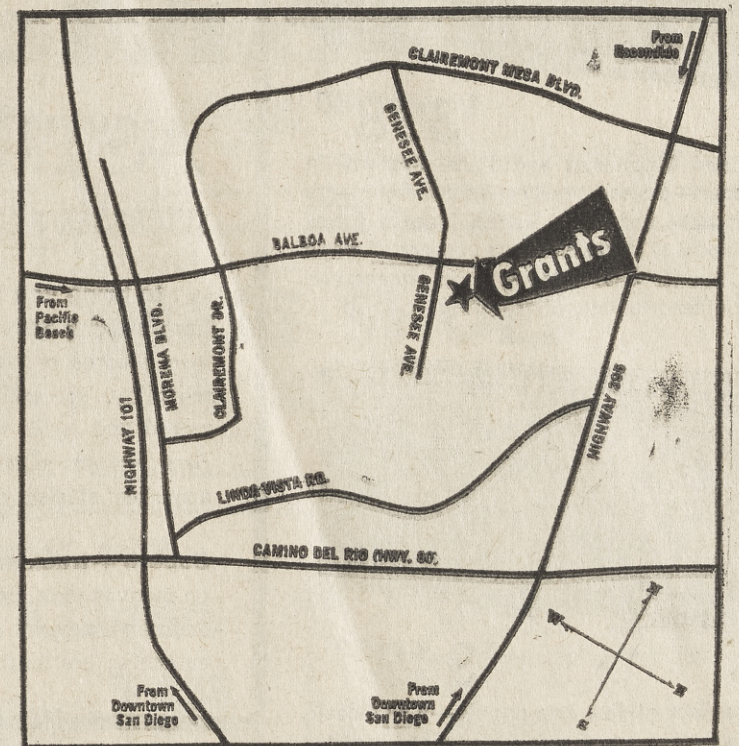 From
Escondido
CLAIREMONT MESA BLVD.
GENESEE AVE.
BALBOA AVE.
Grants
From
Pacific
Beach
MORENA BLVD.
CLAIREMONT DR.
GENESEE AVE.
HIGHWAY 101
HIGHWAY 395
LINDA VISTA RD.
CAMINO DEL RIO (HWY. 80)
W
From
Downtown
San Diego
From
Downtown
San Diego